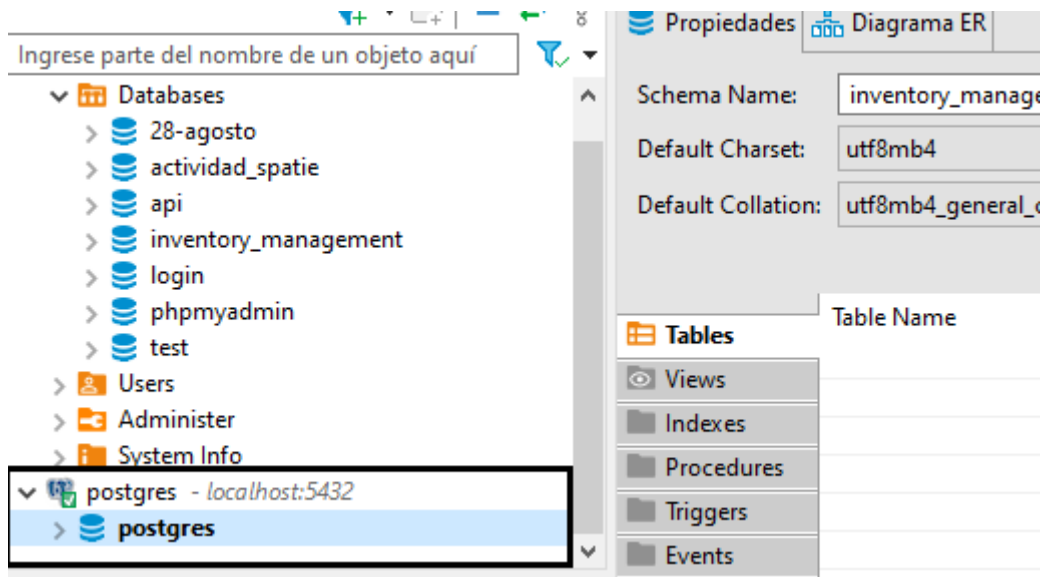 Ingrese parte del nombre de un objeto aquí
Databases
28-agosto
actividad_spatie
api
inventory_management
login
phpmyadmin
test
Users
Administer
System Info
postgres - localhost:5432
postgres
Propiedades Diagrama ER
Schema Name: inventory_manage
Default Charset: utf8mb4
Default Collation: utf8mb4_general_
Tables
Views
Indexes
Procedures
Triggers
Events
Table Name